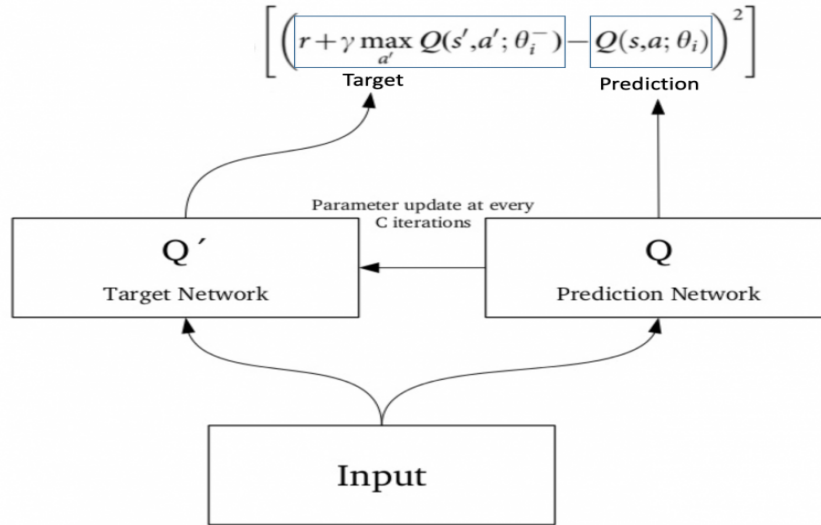 [(r + γ max_{a′} Q(s′,a′; θ_i^−) − Q(s,a; θ_i))^2]
Target
Prediction
Parameter update at every
C iterations
Q´
Target Network
Q
Prediction Network
Input